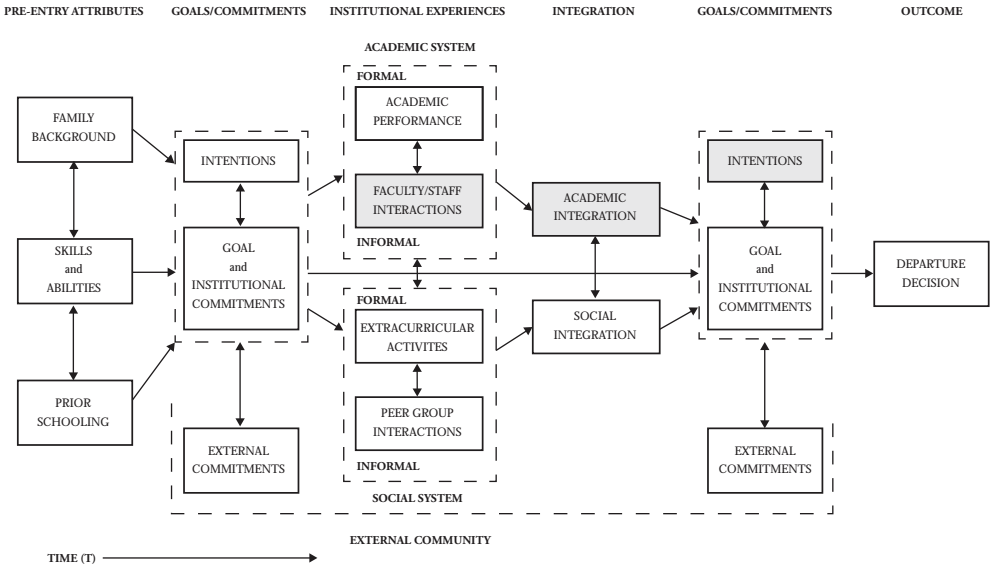 PRE-ENTRY ATTRIBUTES
GOALS/COMMITMENTS
INSTITUTIONAL EXPERIENCES
INTEGRATION
GOALS/COMMITMENTS
OUTCOME
FAMILY
BACKGROUND
SKILLS
and
ABILITIES
PRIOR
SCHOOLING
INTENTIONS
GOAL
and
INSTITUTIONAL
COMMITMENTS
EXTERNAL
COMMITMENTS
ACADEMIC SYSTEM
FORMAL
ACADEMIC
PERFORMANCE
FACULTY/STAFF
INTERACTIONS
INFORMAL
FORMAL
EXTRACURRICULAR
ACTIVITES
PEER GROUP
INTERACTIONS
INFORMAL
SOCIAL SYSTEM
ACADEMIC
INTEGRATION
SOCIAL
INTEGRATION
INTENTIONS
GOAL
and
INSTITUTIONAL
COMMITMENTS
EXTERNAL
COMMITMENTS
DEPARTURE
DECISION
EXTERNAL COMMUNITY
TIME (T)